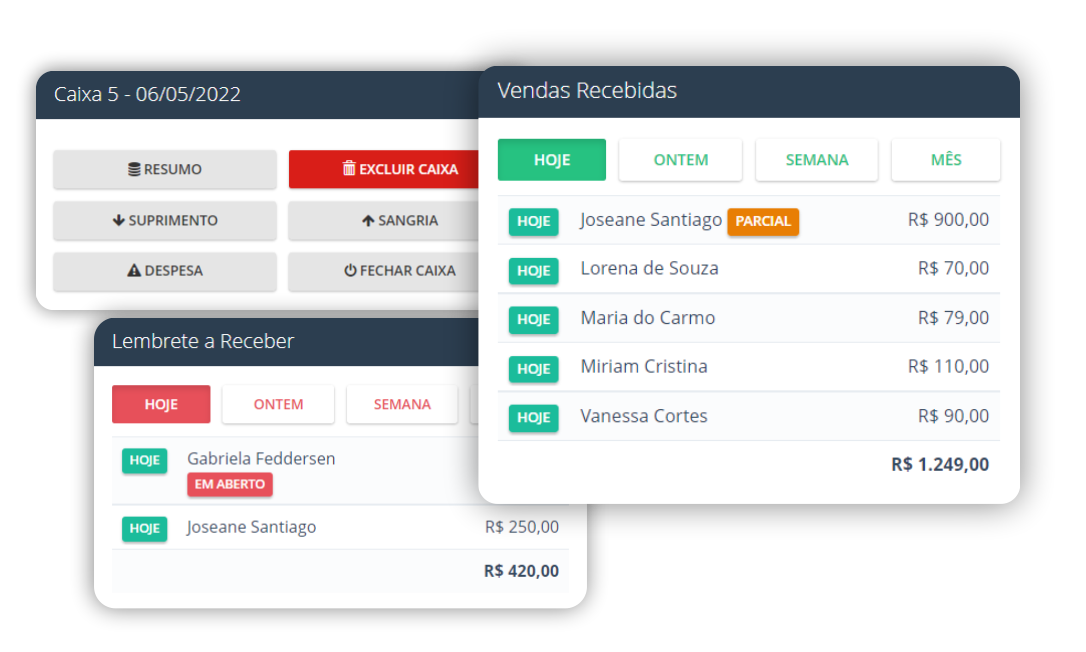 Caixa 5 - 06/05/2022
RESUMO
EXCLUIR CAIXA
SUPRIMENTO
SANGRIA
DESPESA
FECHAR CAIXA
Lembrete a Receber
HOJE ONTEM SEMANA
HOJE Gabriela Feddersen
EM ABERTO
HOJE Joseane Santiago R$ 250,00
R$ 420,00
Vendas Recebidas
HOJE ONTEM SEMANA MÊS
HOJE Joseane Santiago PARCIAL R$ 900,00
HOJE Lorena de Souza R$ 70,00
HOJE Maria do Carmo R$ 79,00
HOJE Miriam Cristina R$ 110,00
HOJE Vanessa Cortes R$ 90,00
R$ 1.249,00